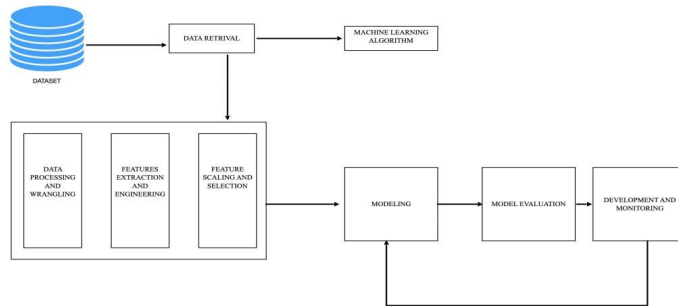 DATA RETRIVAL
MACHINE LEARNING
ALGORITHM
DATASET
DATA
PROCESSING
AND
WRANGLING
FEATURES
EXTRACTION
AND
ENGINEERING
FEATURE
SCALING AND
SELECTION
MODELING
MODEL EVALUATION
DEVELOPMENT AND
MONITORING